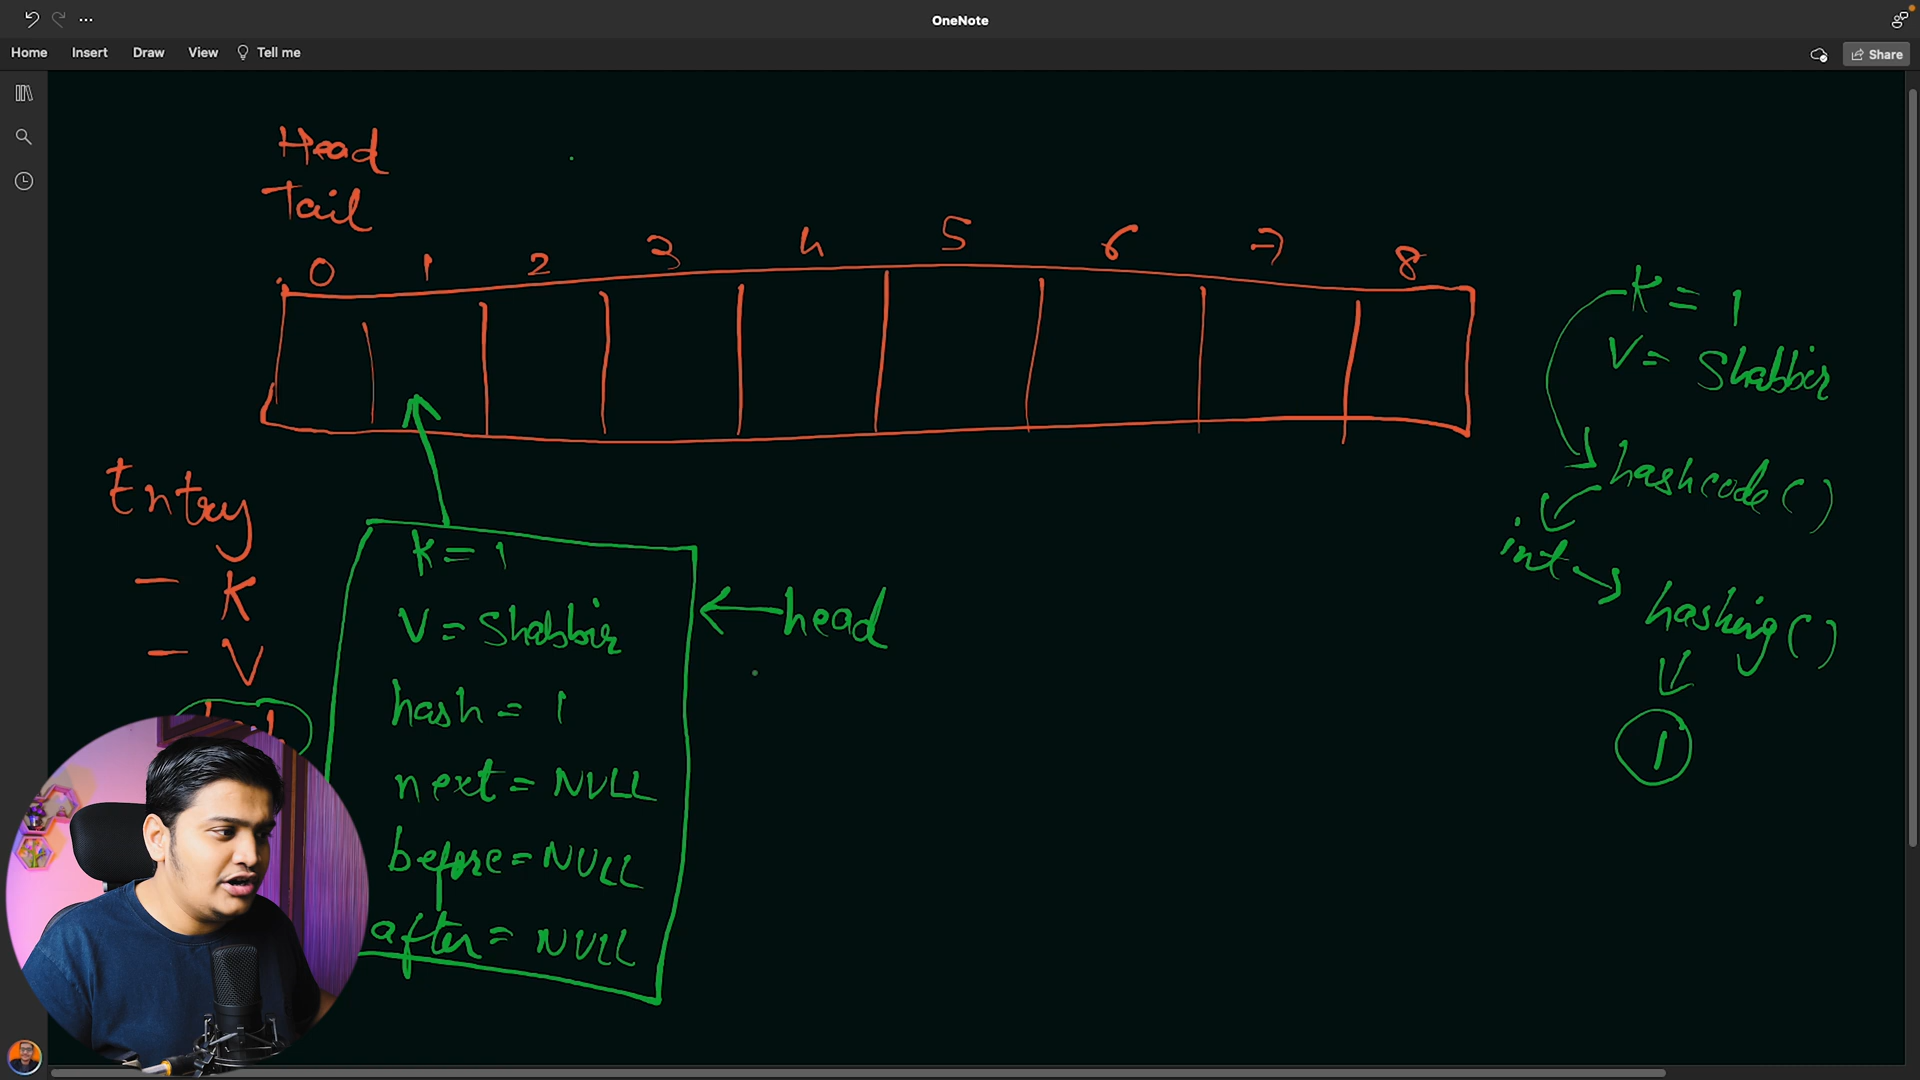 OneNote
Home Insert Draw View Tell me
Share
Head
Tail
0 1 2 3 4 5 6 7 8
K = 1
V = Shabbir
hashcode()
int
hashing()
1
Entry
- K
- V
K = 1
V = Shabbir
hash = 1
next = NULL
before = NULL
after = NULL
head